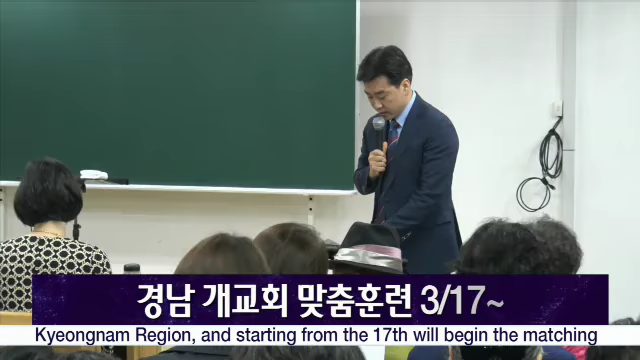 경남 개교회 맞춤훈련 3/17~
Kyeongnam Region, and starting from the 17th will begin the matching